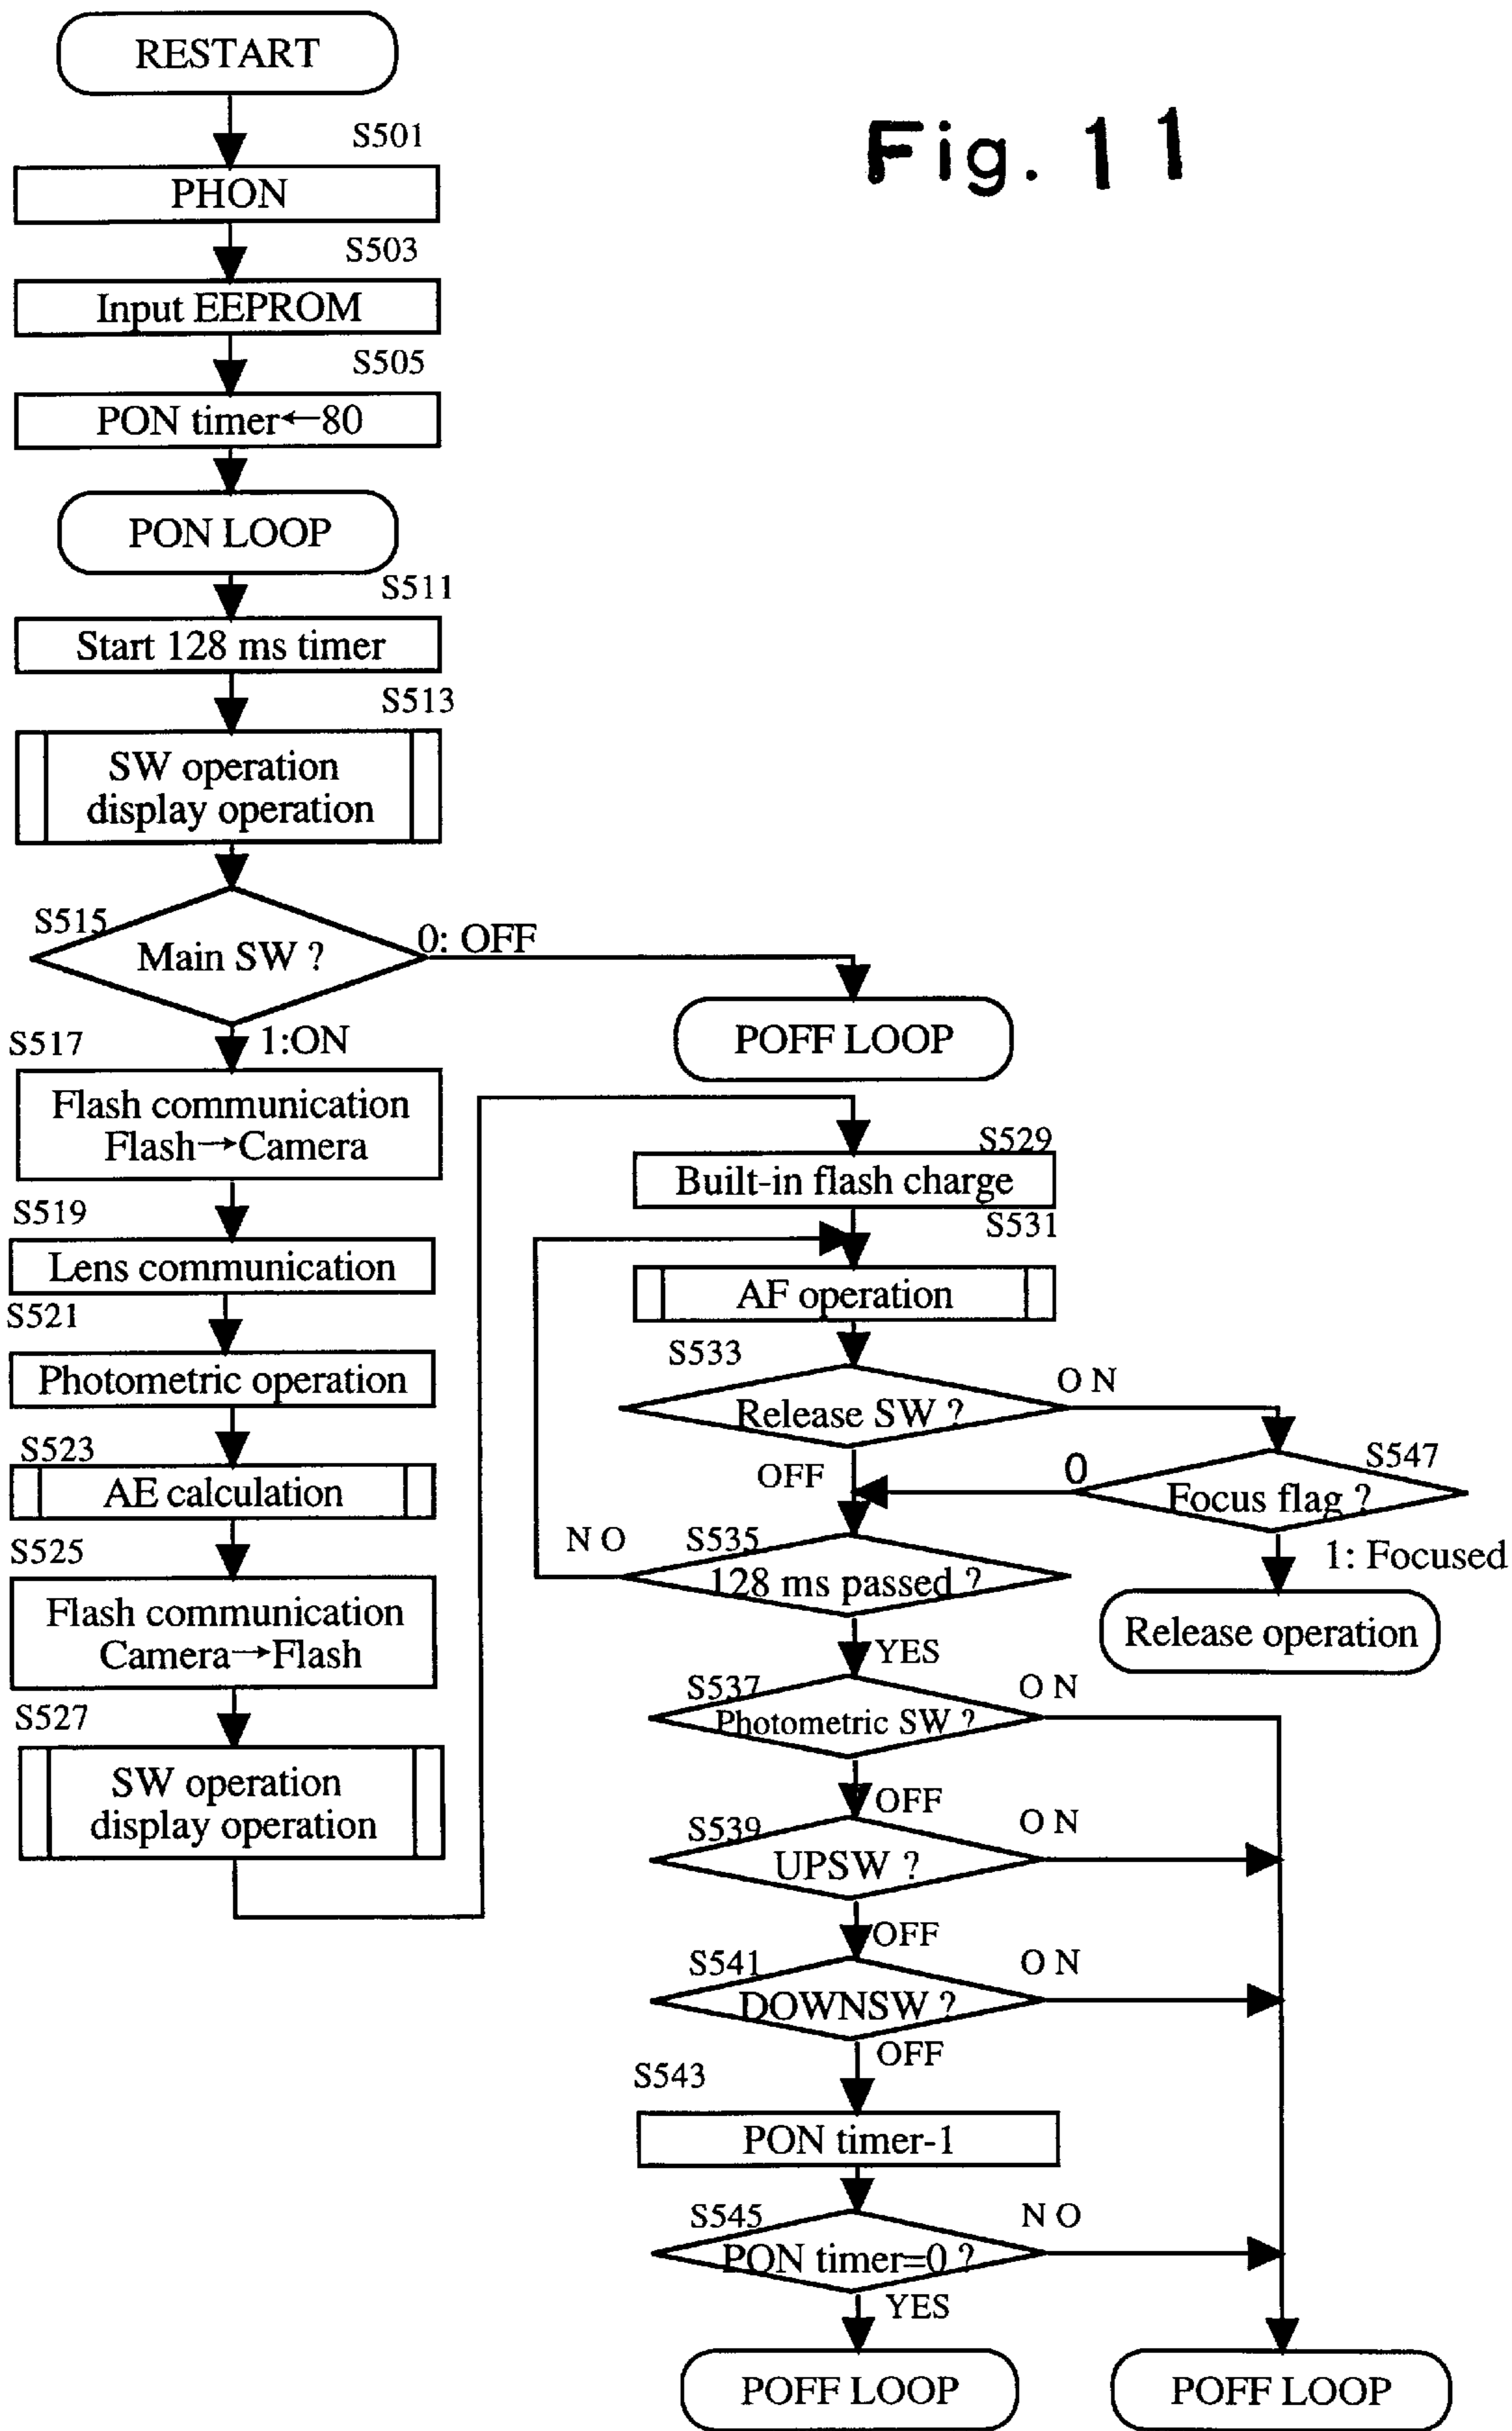 Fig. 11
RESTART
S501
PHON
S503
Input EEPROM
S505
PON timer←80
PON LOOP
S511
Start 128 ms timer
S513
SW operation
display operation
S515
Main SW ?
0: OFF
POFF LOOP
1:ON
S517
Flash communication
Flash→Camera
S519
Lens communication
S521
Photometric operation
S523
AE calculation
S525
Flash communication
Camera→Flash
S527
SW operation
display operation
S529
Built-in flash charge
S531
AF operation
S533
Release SW ?
ON
OFF
S547
Focus flag ?
0
1: Focused
Release operation
S535
128 ms passed ?
NO
YES
S537
Photometric SW ?
ON
OFF
S539
UPSW ?
ON
OFF
S541
DOWNSW ?
ON
OFF
S543
PON timer-1
S545
PON timer=0 ?
NO
YES
POFF LOOP
POFF LOOP